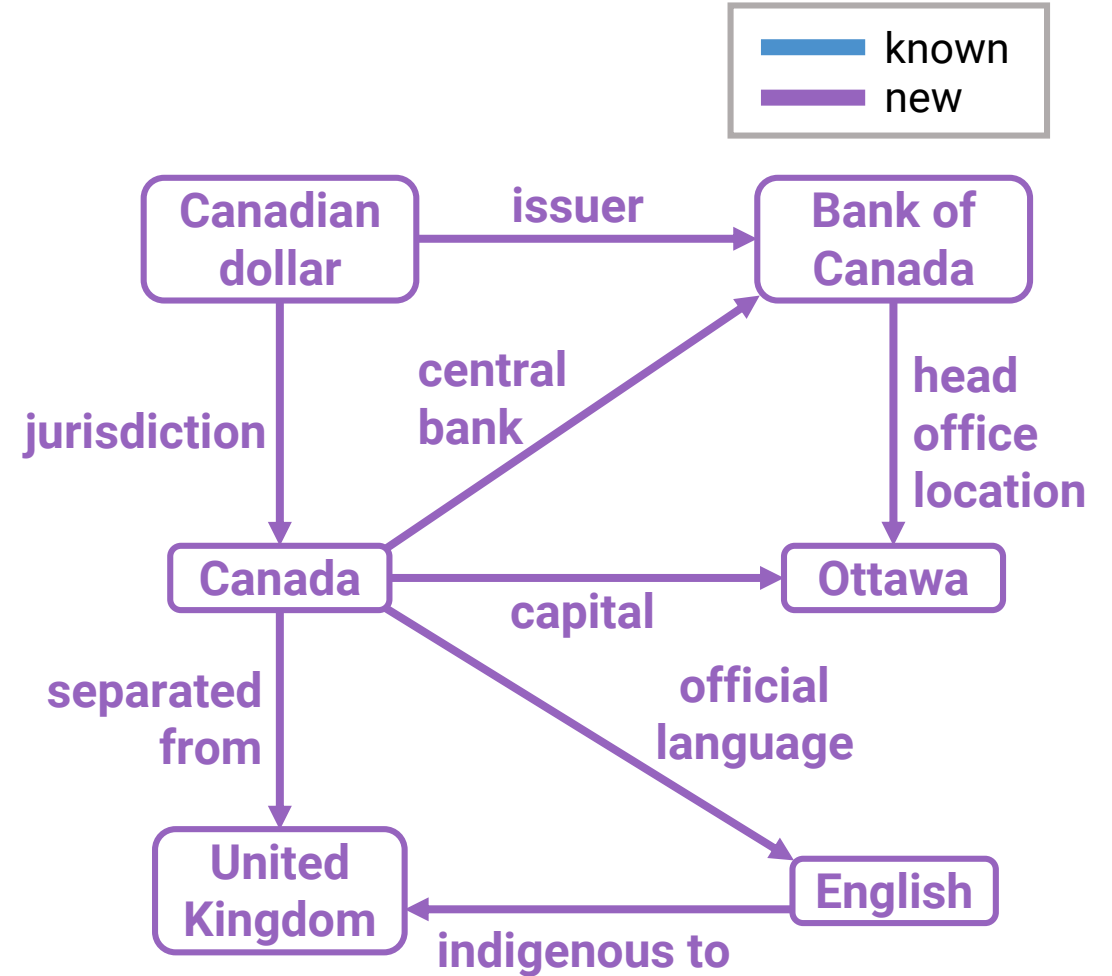 known
new
Canadian
dollar
issuer
Bank of
Canada
central
bank
head
office
location
jurisdiction
Canada
capital
Ottawa
separated
from
official
language
United
Kingdom
English
indigenous to